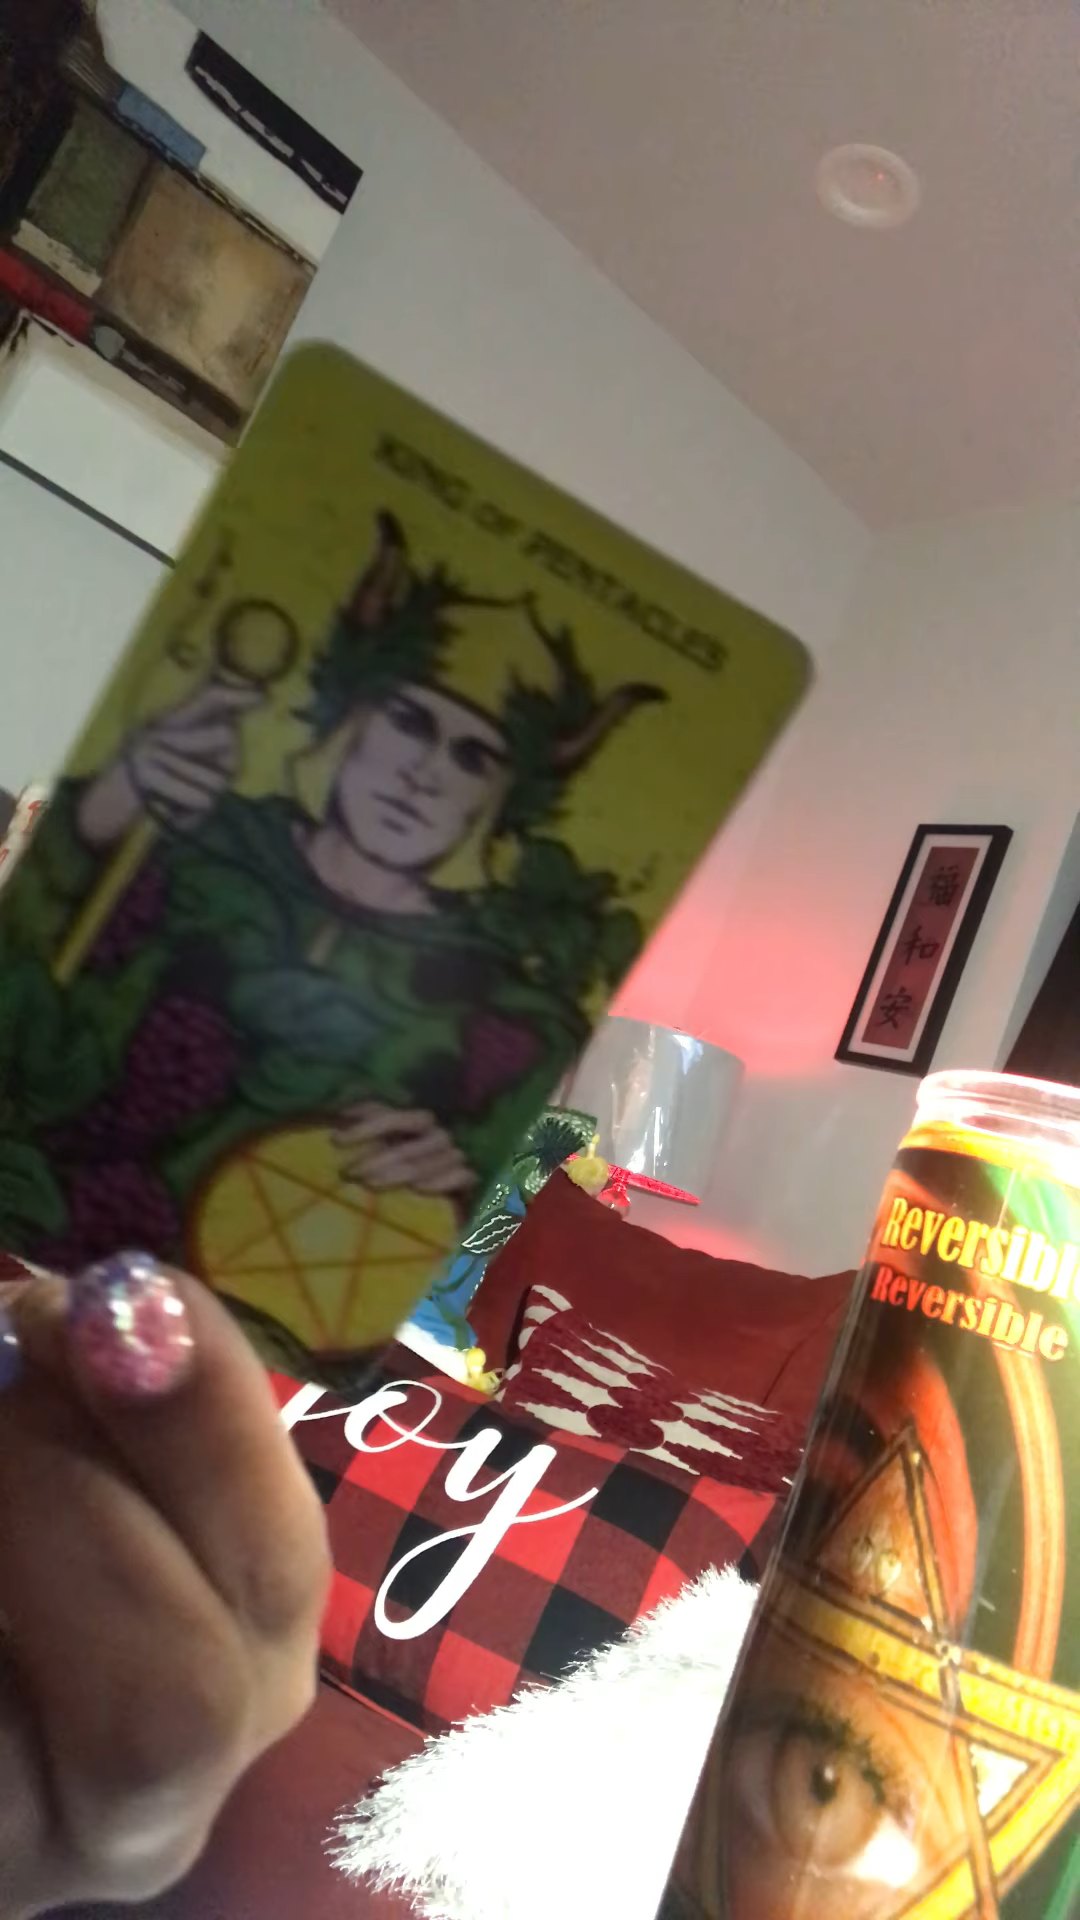 KING OF PENTACLES
福
和
安
Reversible
Reversible
oy